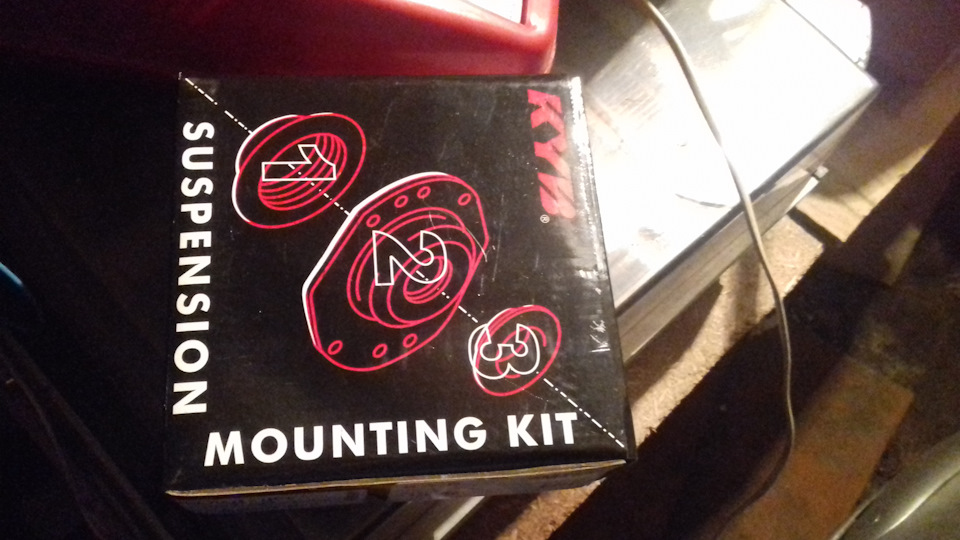 KYB®
1
2
3
SUSPENSION
MOUNTING KIT